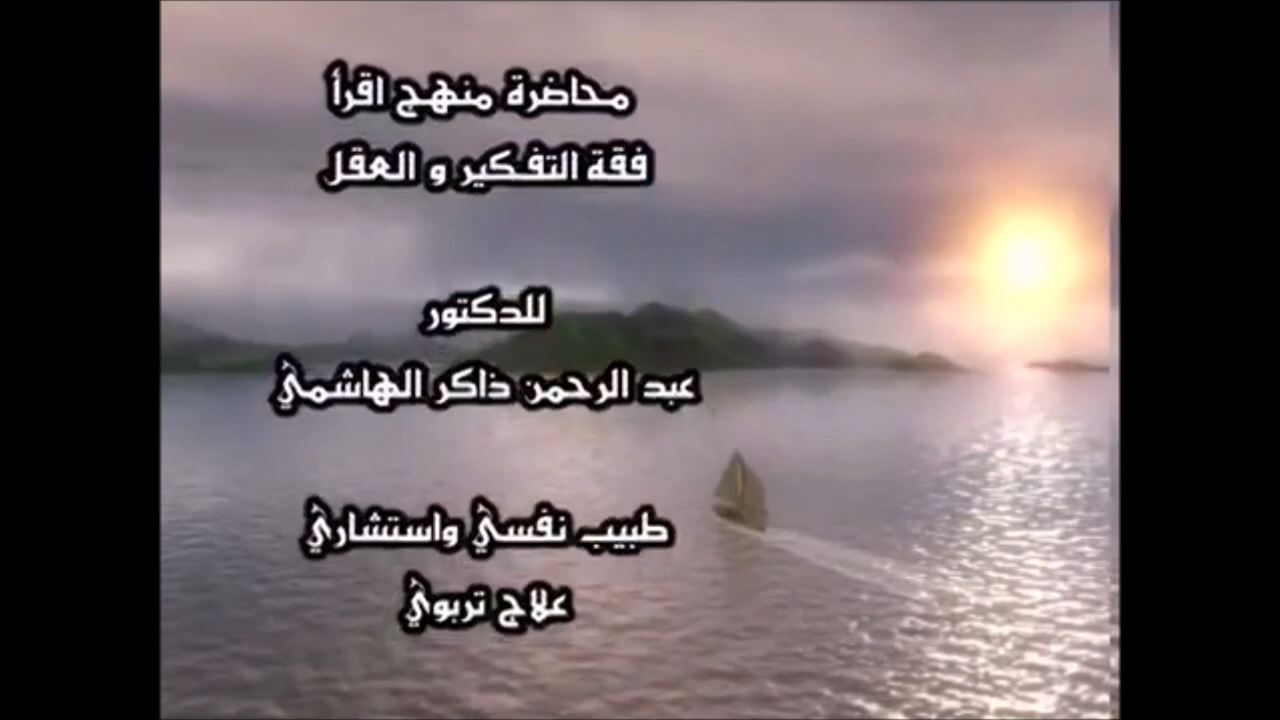 محاضرة منهج اقرأ
فقة التفكير و العقل
للدكتور
عبد الرحمن ذاكر الهاشمي
طبيب نفسي واستشاري
علاج تربوي